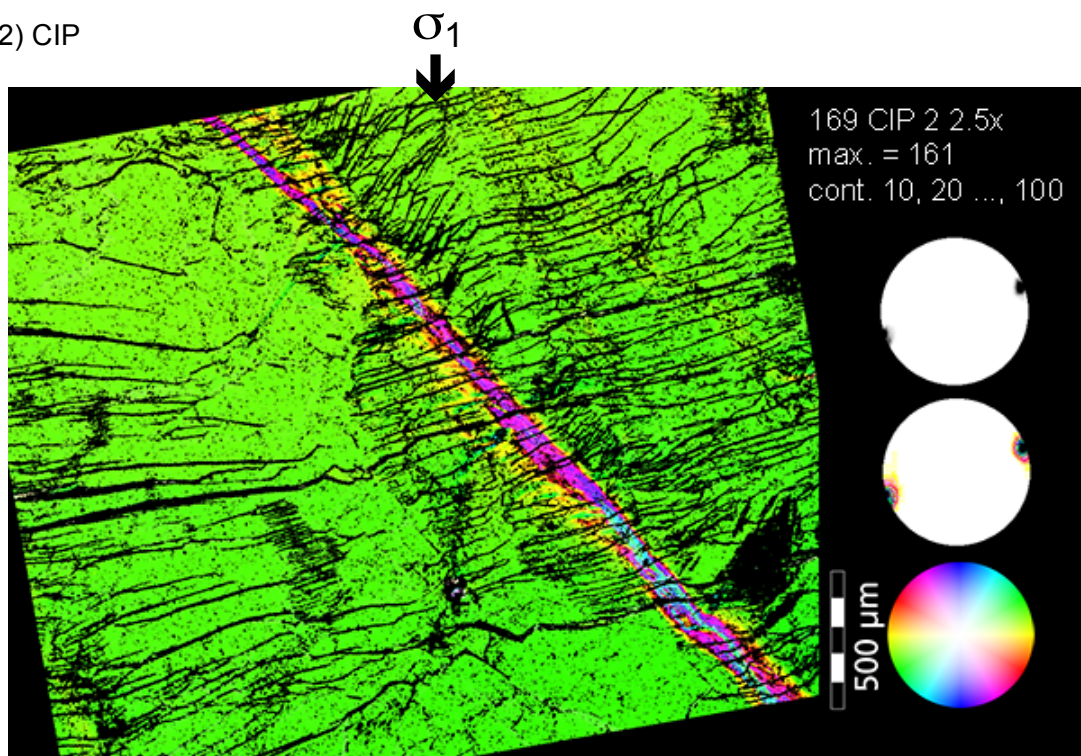 2) CIP
σ1
169 CIP 2 2.5x
max. = 161
cont. 10, 20 ..., 100
500 µm